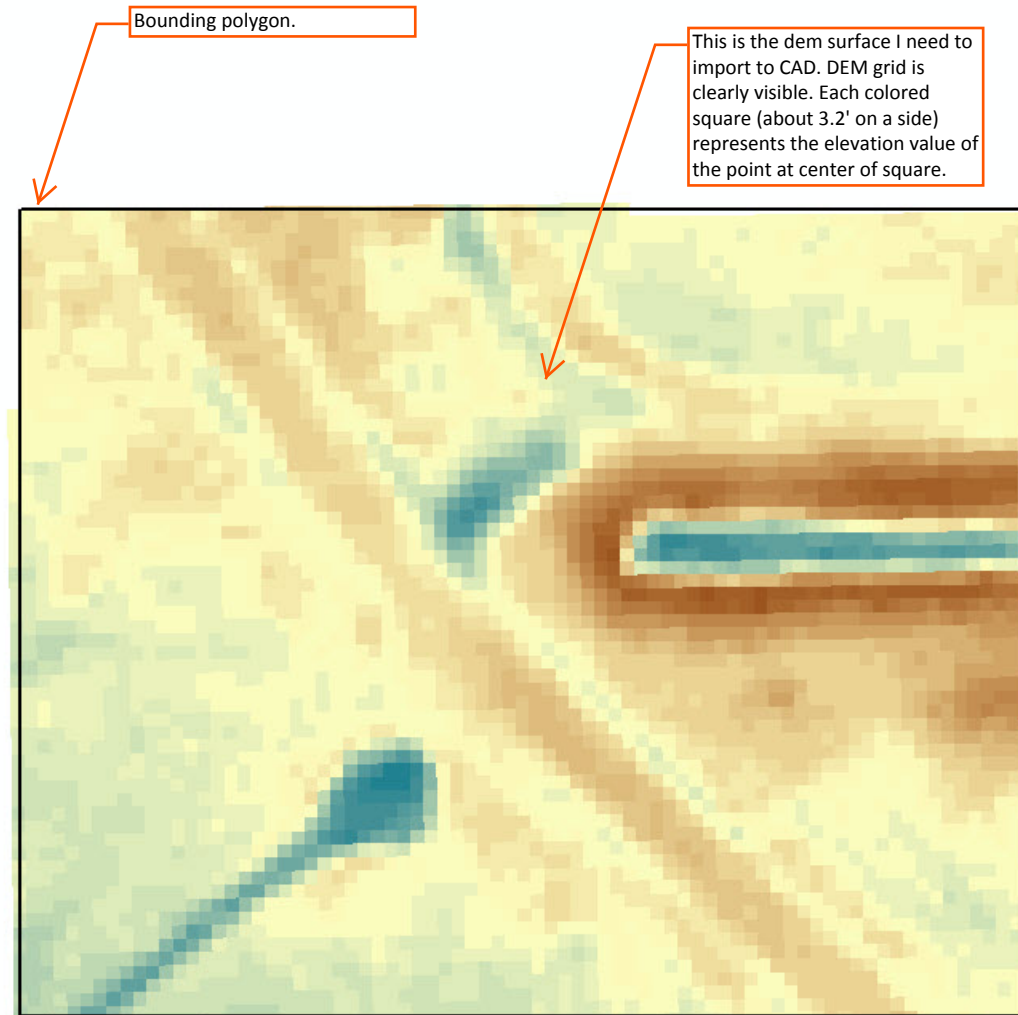 Bounding polygon.
This is the dem surface I need to
import to CAD. DEM grid is
clearly visible. Each colored
square (about 3.2' on a side)
represents the elevation value of
the point at center of square.